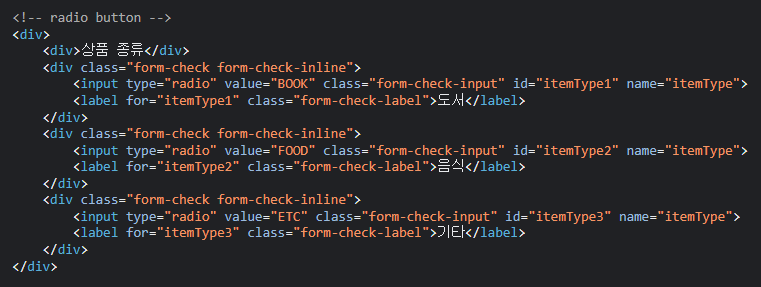 <!-- radio button -->
<div>
    <div>상품 종류</div>
    <div class="form-check form-check-inline">
        <input type="radio" value="BOOK" class="form-check-input" id="itemType1" name="itemType">
        <label for="itemType1" class="form-check-label">도서</label>
    </div>
    <div class="form-check form-check-inline">
        <input type="radio" value="FOOD" class="form-check-input" id="itemType2" name="itemType">
        <label for="itemType2" class="form-check-label">음식</label>
    </div>
    <div class="form-check form-check-inline">
        <input type="radio" value="ETC" class="form-check-input" id="itemType3" name="itemType">
        <label for="itemType3" class="form-check-label">기타</label>
    </div>
</div>